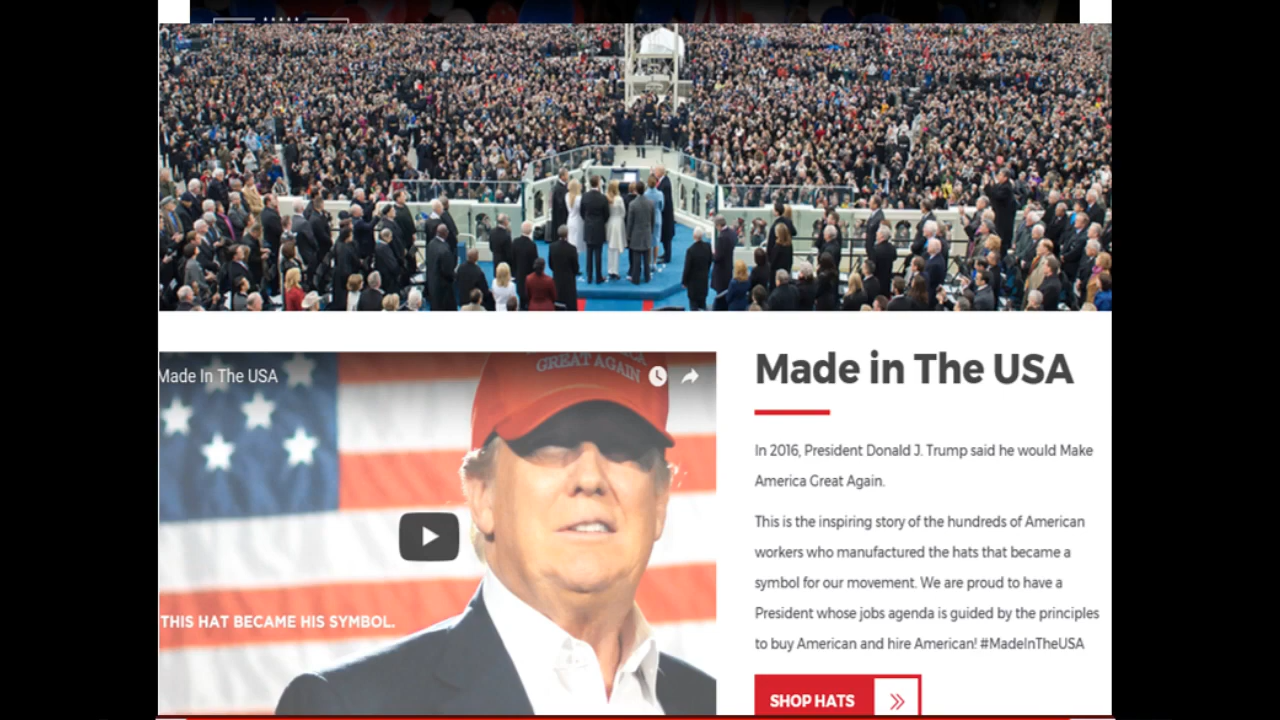 Made In The USA
GREAT AGAIN
THIS HAT BECAME HIS SYMBOL.
Made in The USA
In 2016, President Donald J. Trump said he would Make
America Great Again.
This is the inspiring story of the hundreds of American
workers who manufactured the hats that became a
symbol for our movement. We are proud to have a
President whose jobs agenda is guided by the principles
to buy American and hire American! #MadeInTheUSA
SHOP HATS